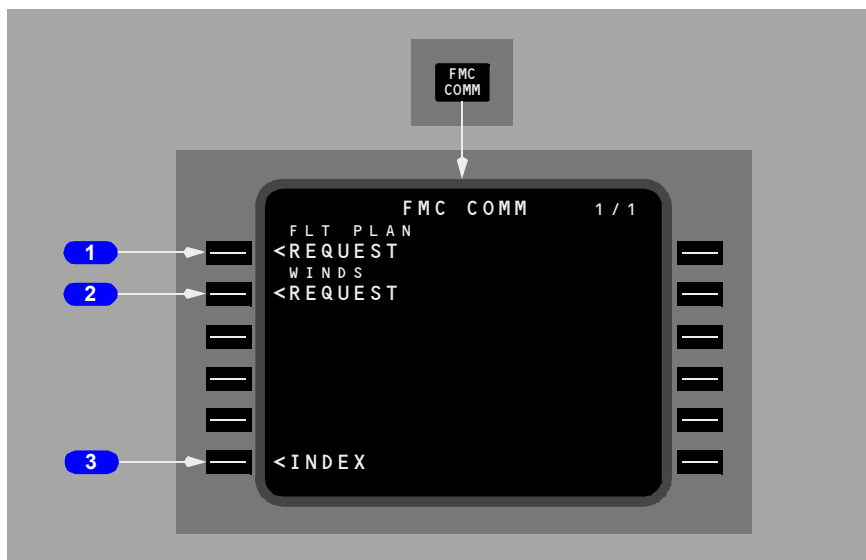 FMC
COMM
FMC COMM 1/1
FLT PLAN
1 <REQUEST
WINDS
2 <REQUEST
3 <INDEX